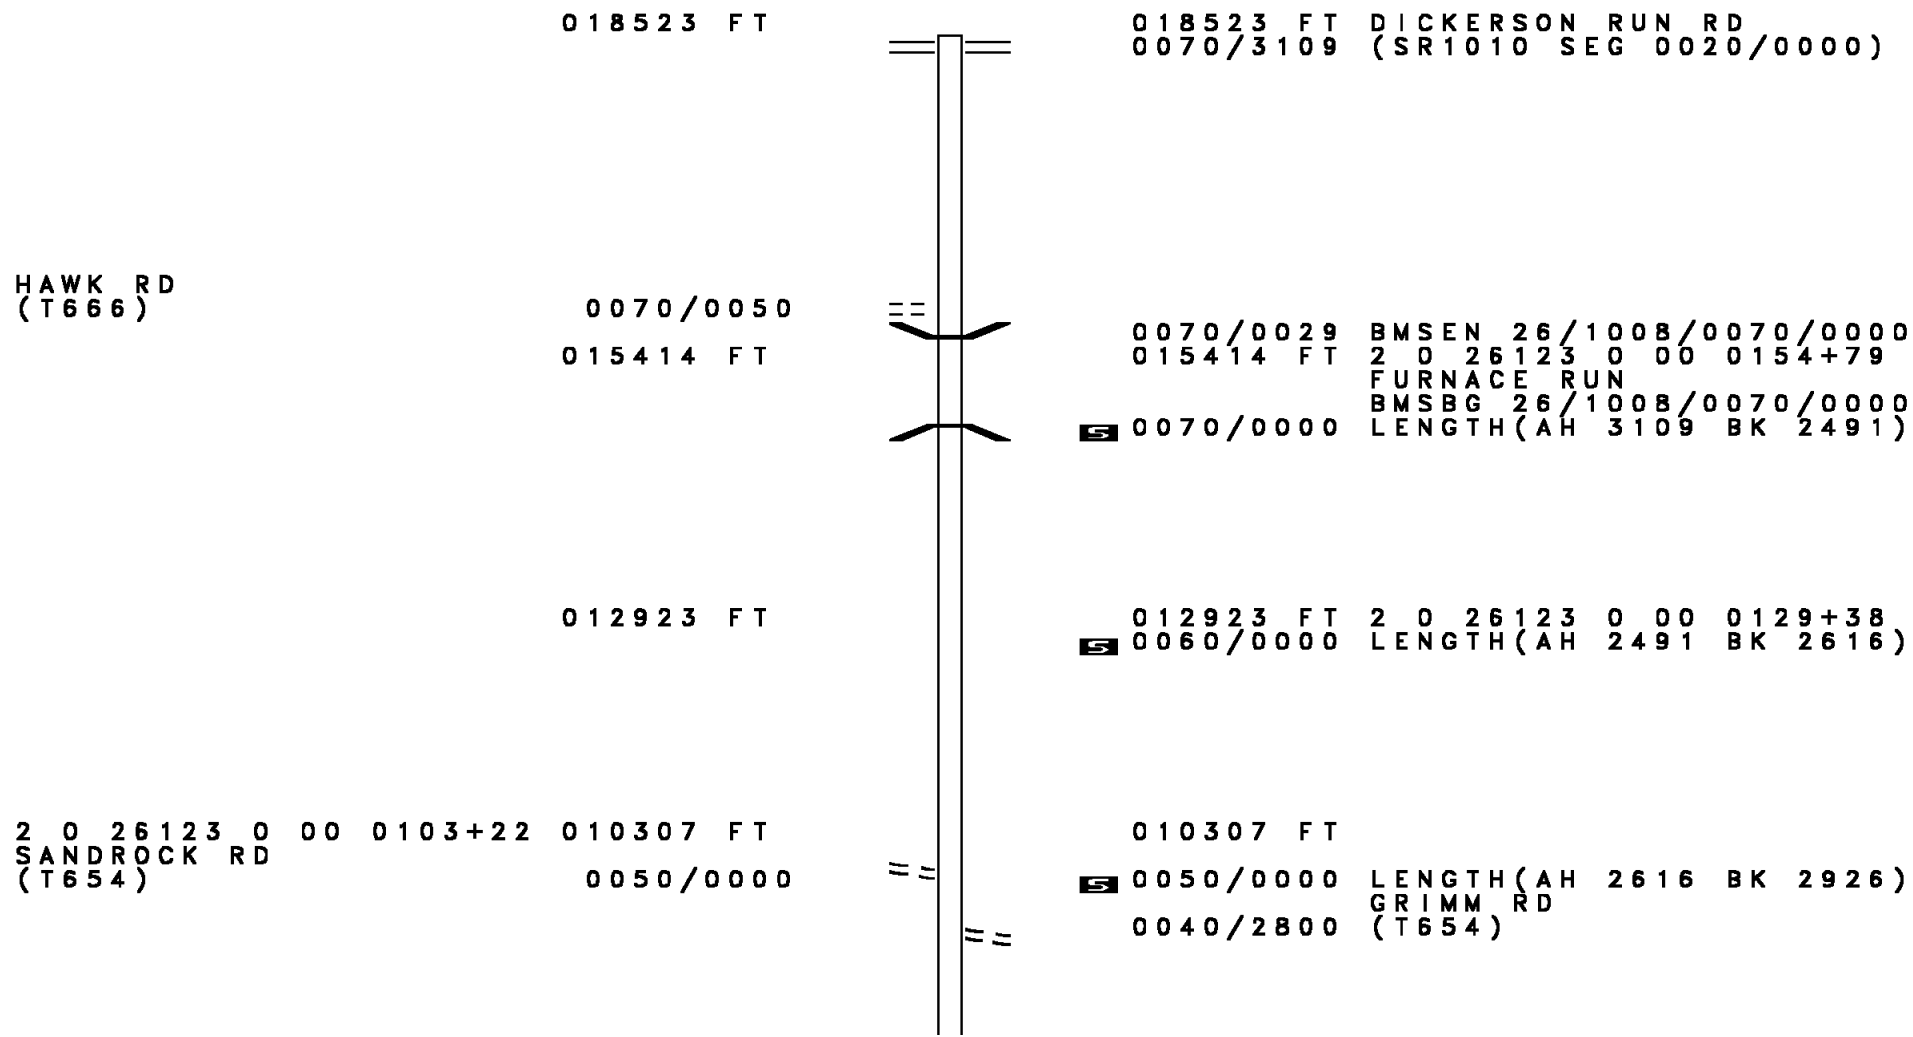 018523 FT 018523 FT DICKERSON RUN RD
0070/3109 (SR1010 SEG 0020/0000)
HAWK RD
(T666) 0070/0050
0070/0029 BMSEN 26/1008/0070/0000
015414 FT 015414 FT 2 0 26123 0 00 0154+79
FURNACE RUN
BMSBG 26/1008/0070/0000
S 0070/0000 LENGTH(AH 3109 BK 2491)
012923 FT 012923 FT 2 0 26123 0 00 0129+38
S 0060/0000 LENGTH(AH 2491 BK 2616)
2 0 26123 0 00 0103+22 010307 FT 010307 FT
SANDROCK RD
(T654) 0050/0000 S 0050/0000 LENGTH(AH 2616 BK 2926)
GRIMM RD
0040/2800 (T654)